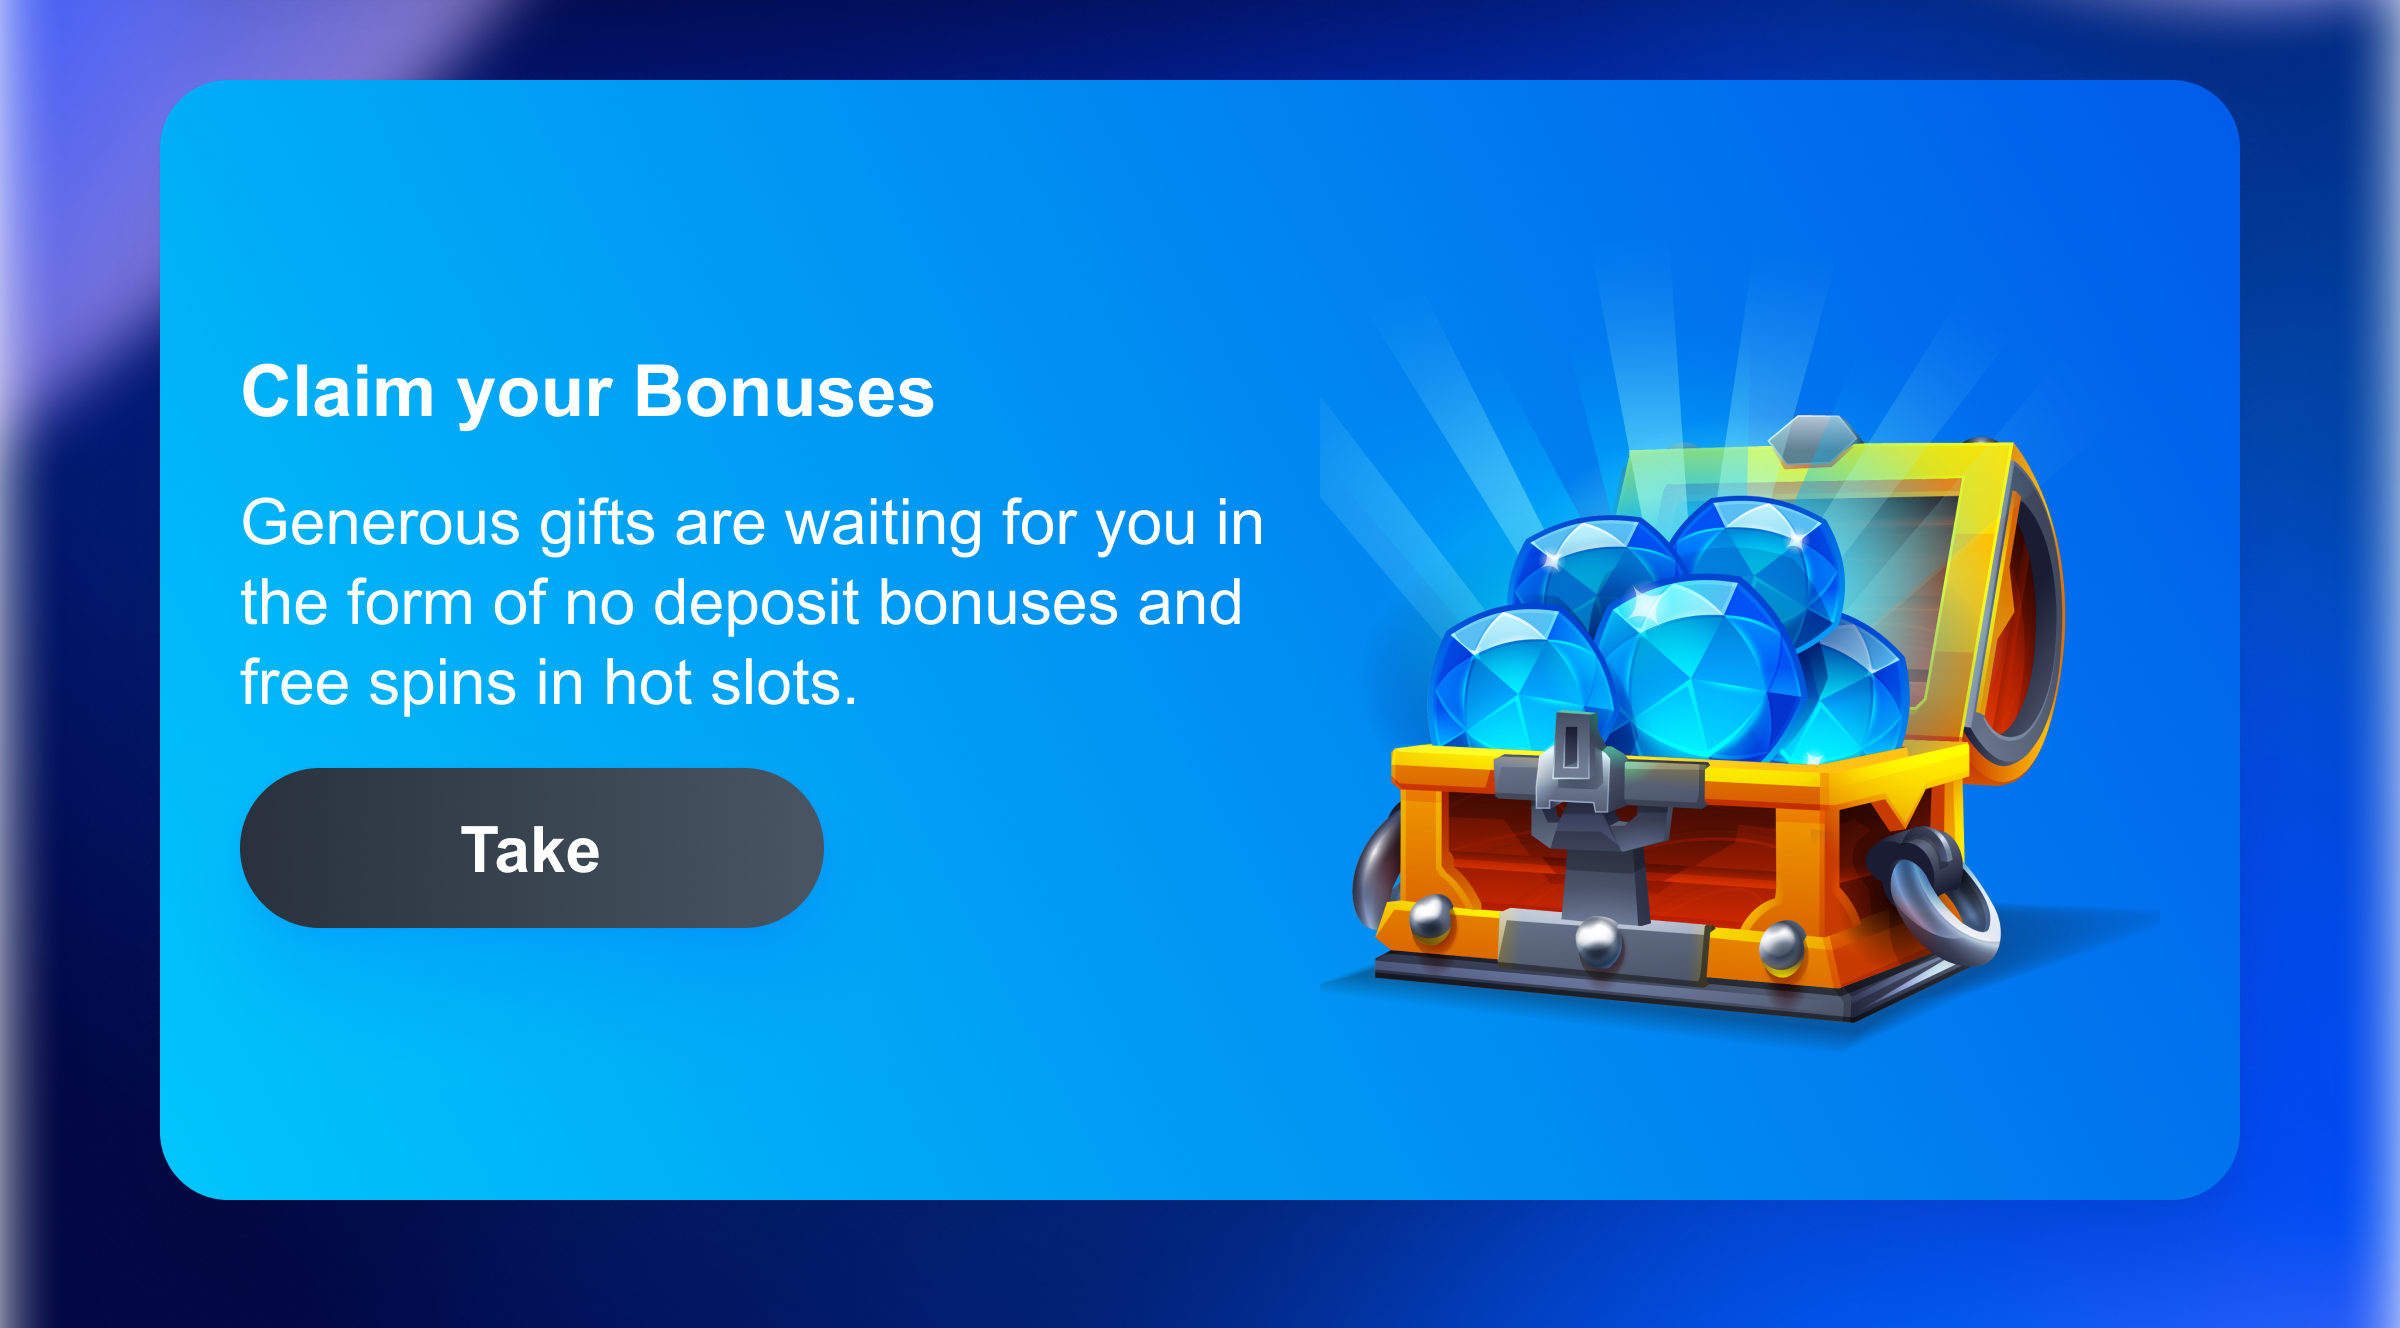 Claim your Bonuses
Generous gifts are waiting for you in
the form of no deposit bonuses and
free spins in hot slots.
Take